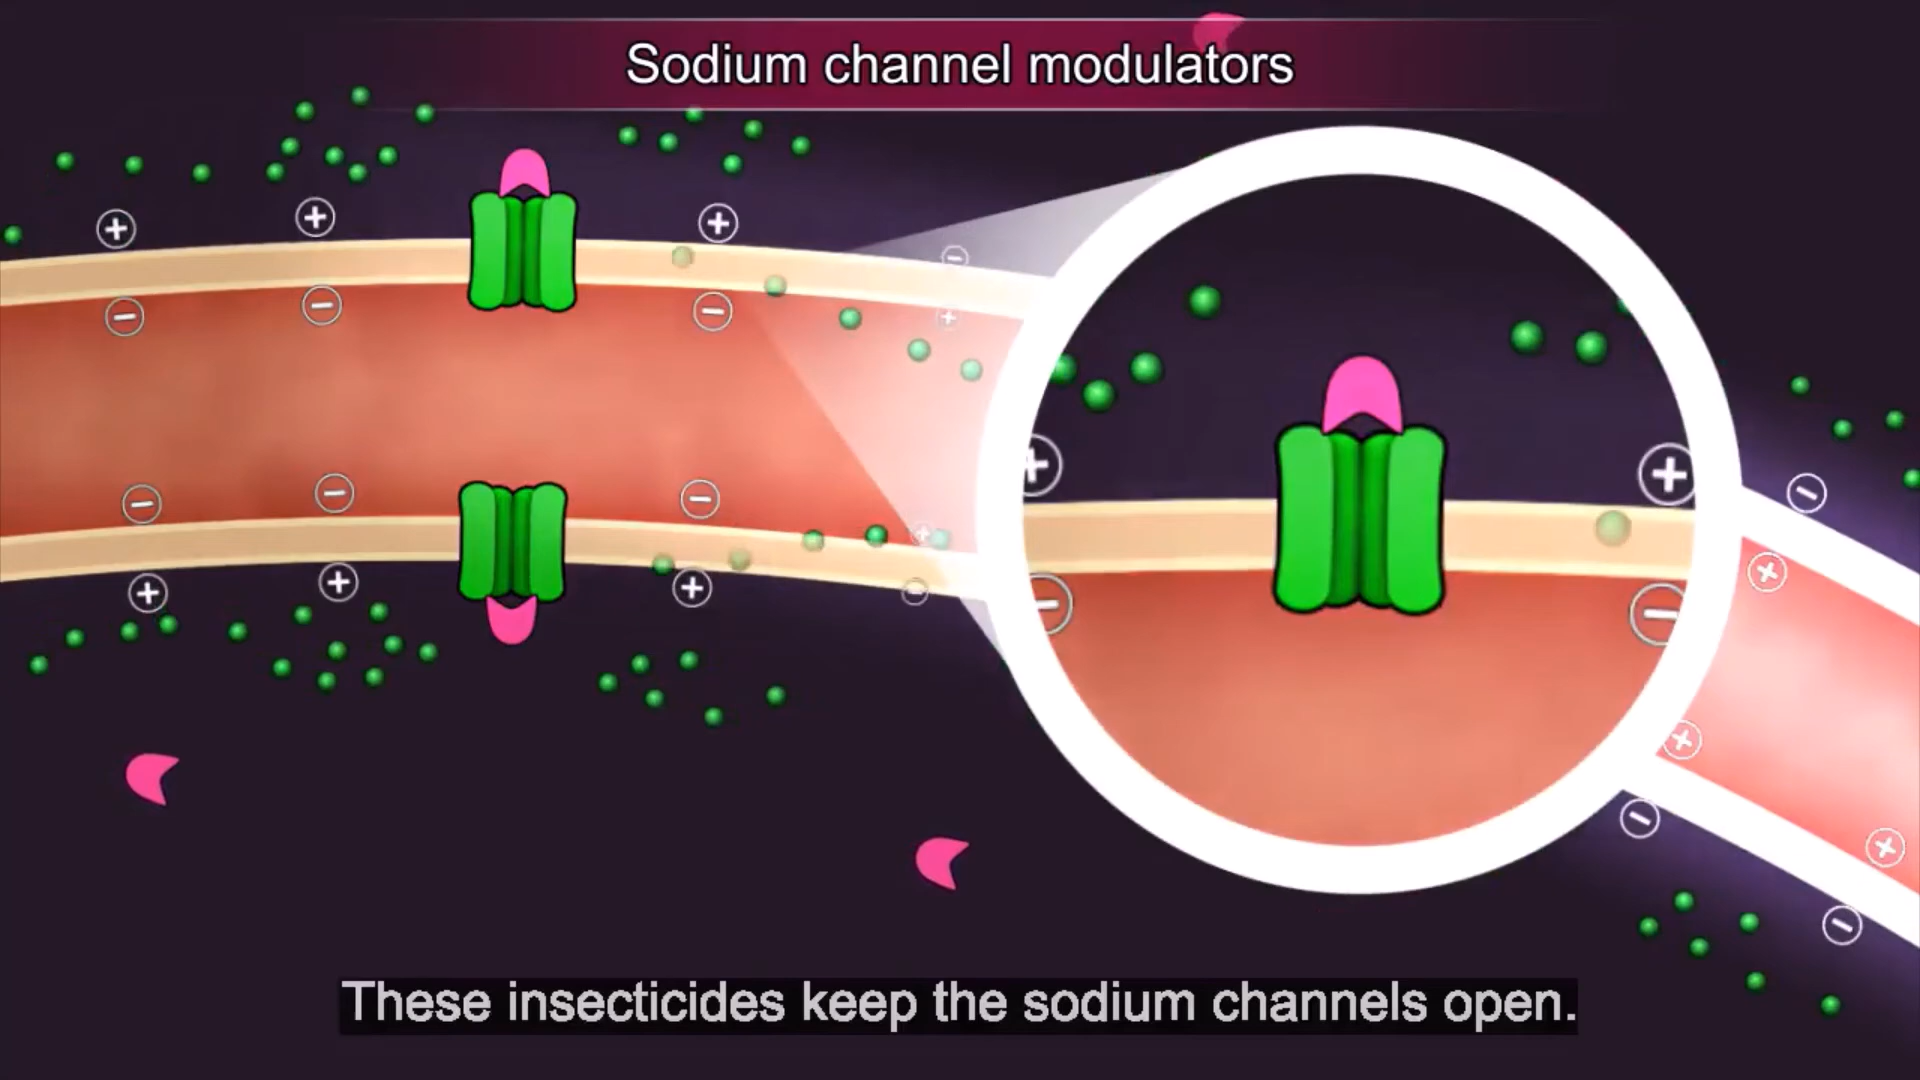 Sodium channel modulators
These insecticides keep the sodium channels open.